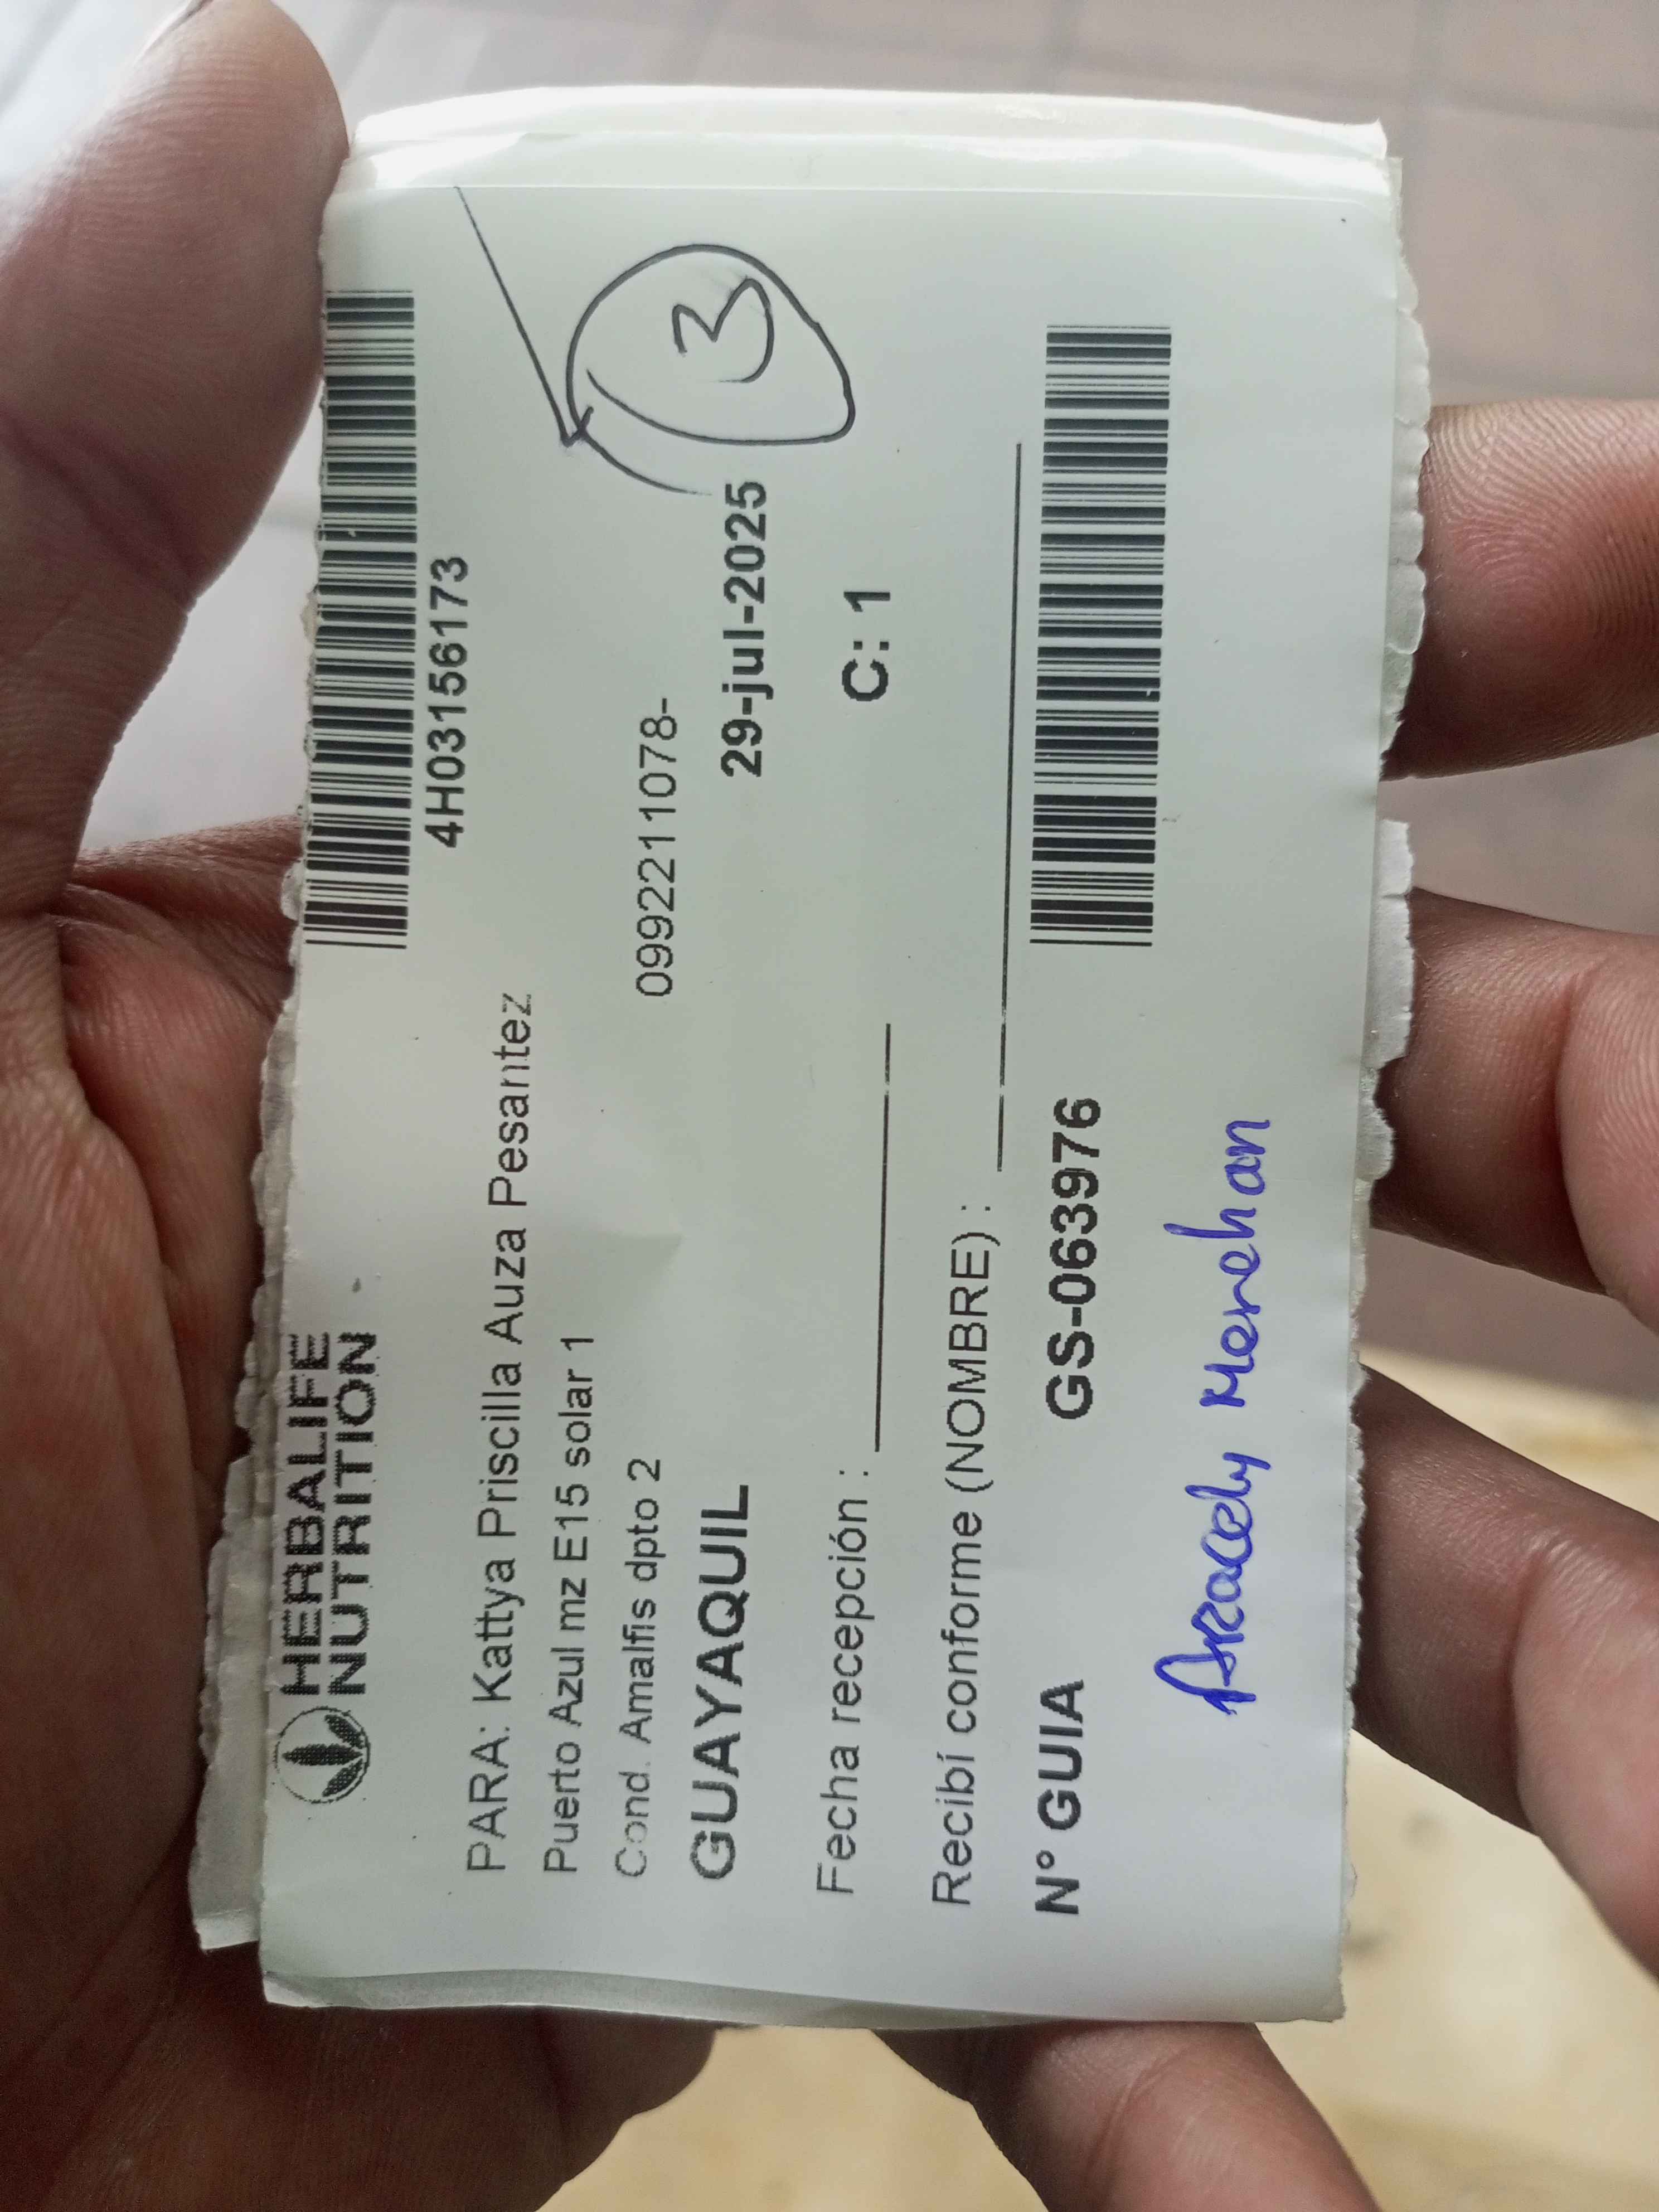 HERBALIFE
NUTRITION
4H03156173
PARA: Kattya Priscilla Auza Pesantez
Puerto Azul mz E15 solar 1
Cond. Amalfis dpto 2
0992211078-
GUAYAQUIL
29-jul-2025
3
Fecha recepción :
C: 1
Recibí conforme (NOMBRE) :
N° GUIA GS-063976
Aracely Merehan